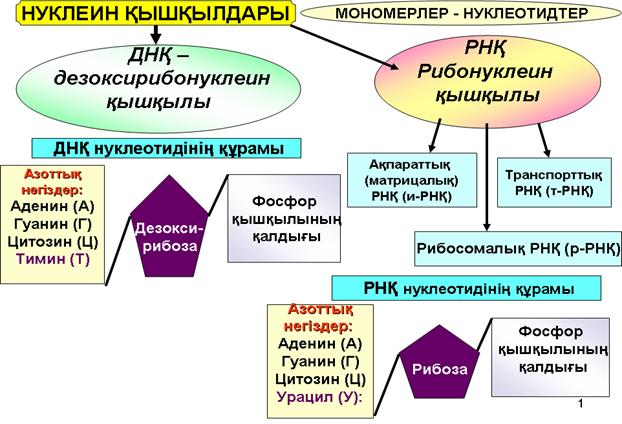 НУКЛЕИН ҚЫШҚЫЛДАРЫ
МОНОМЕРЛЕР - НУКЛЕОТИДТЕР
ДНҚ –
дезоксирибонуклеин
қышқылы
РНҚ
Рибонуклеин
қышқылы
ДНҚ нуклеотидінің құрамы
Азоттық
негіздер:
Аденин (А)
Гуанин (Г)
Цитозин (Ц)
Тимин (Т)
Дезокси-
рибоза
Фосфор
қышқылының
қалдығы
Ақпараттық
(матрицалық)
РНҚ (и-РНҚ)
Транспорттық
РНҚ (т-РНҚ)
Рибосомалық РНҚ (р-РНҚ)
РНҚ нуклеотидінің құрамы
Азоттық
негіздер:
Аденин (А)
Гуанин (Г)
Цитозин (Ц)
Урацил (У):
Рибоза
Фосфор
қышқылының
қалдығы
1